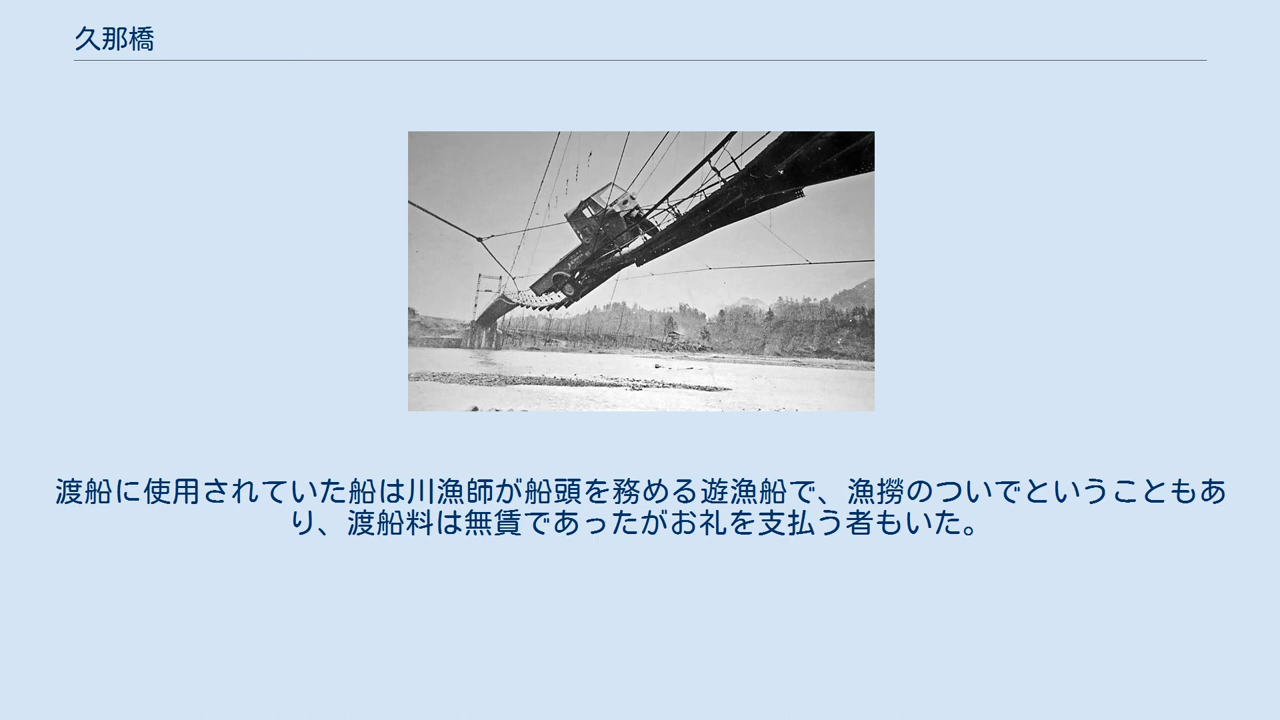 久那橋
渡船に使用されていた船は川漁師が船頭を務める遊漁船で、漁撈のついでということもあ
り、渡船料は無賃であったがお礼を支払う者もいた。